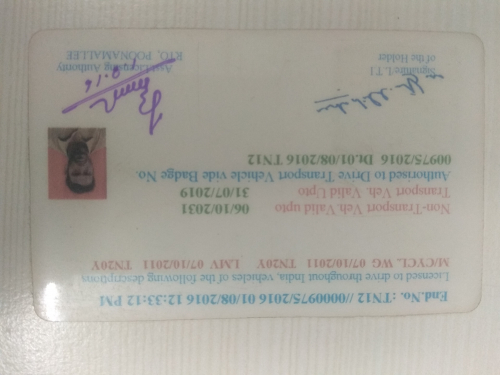 End.No. : TN12 //0000975/2016 01/08/2016 12:33:12 PM
Licensed to drive throughout India, vehicles of the following descriptions
M/CYCL. WG 07/10/2011 TN20Y LMV 07/10/2011 TN20Y
Non-Transport Veh. Valid upto 06/10/2031
Transport Veh. Valid Upto 31/07/2019
Authorised to Drive Transport Vehicle vide Badge No.
00975/2016 Dt.01/08/2016 TN12
Signature/L T I
of the Holder
Asst Licensing Authority
RTO, POONAMALLEE